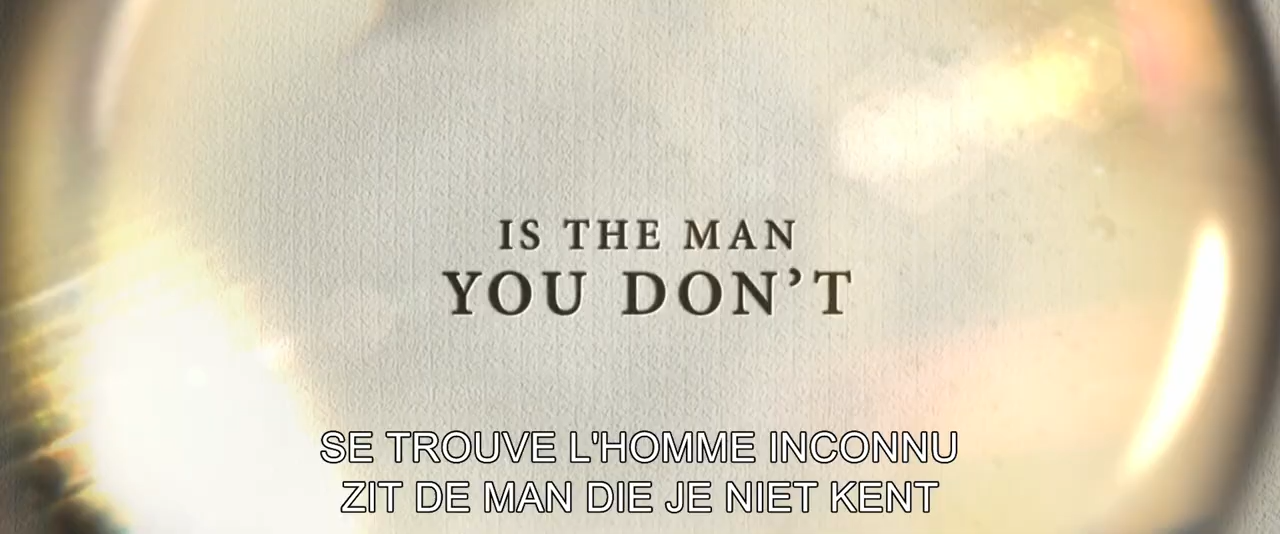 IS THE MAN
YOU DON'T
SE TROUVE L'HOMME INCONNU
ZIT DE MAN DIE JE NIET KENT